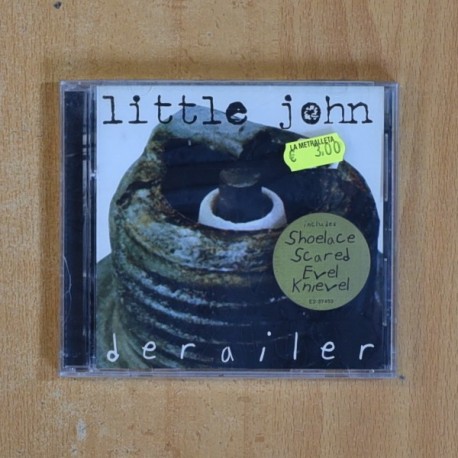 little john
LA METRALLETA
€ 3.00
includes
Shoelace
Scared
Evel
Knievel
derailer